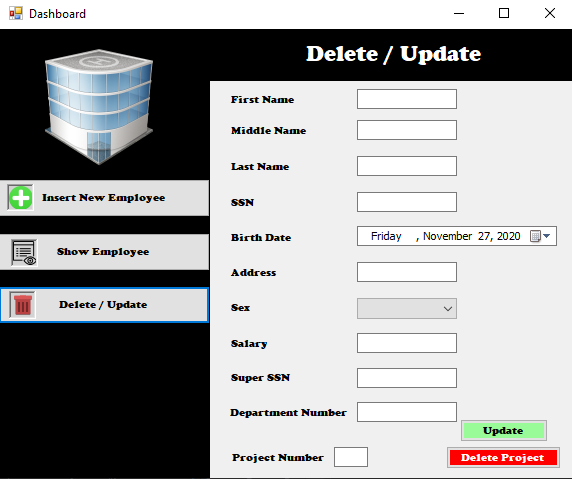 Dashboard
Delete / Update
Insert New Employee
Show Employee
Delete / Update
First Name
Middle Name
Last Name
SSN
Birth Date
Friday , November 27, 2020
Address
Sex
Salary
Super SSN
Department Number
Update
Project Number
Delete Project